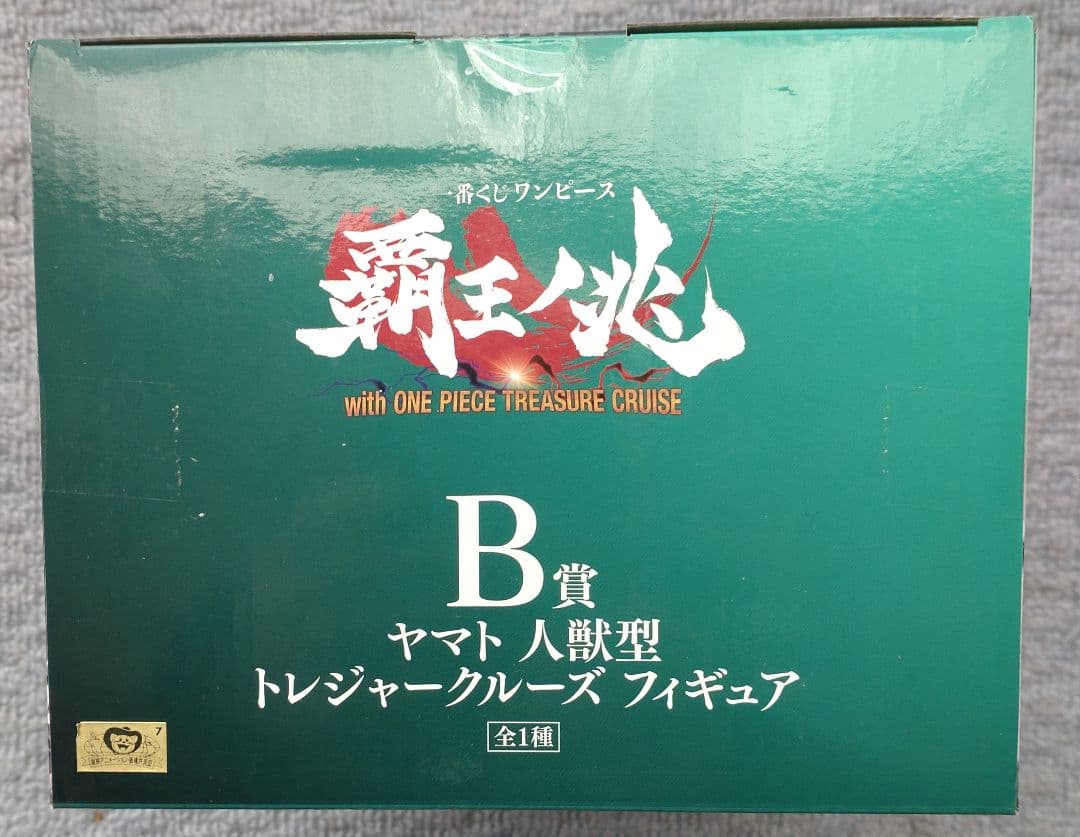 一番くじ ワンピース
覇王ノ兆
with ONE PIECE TREASURE CRUISE
B賞
ヤマト 人獣型
トレジャークルーズ フィギュア
全1種
7